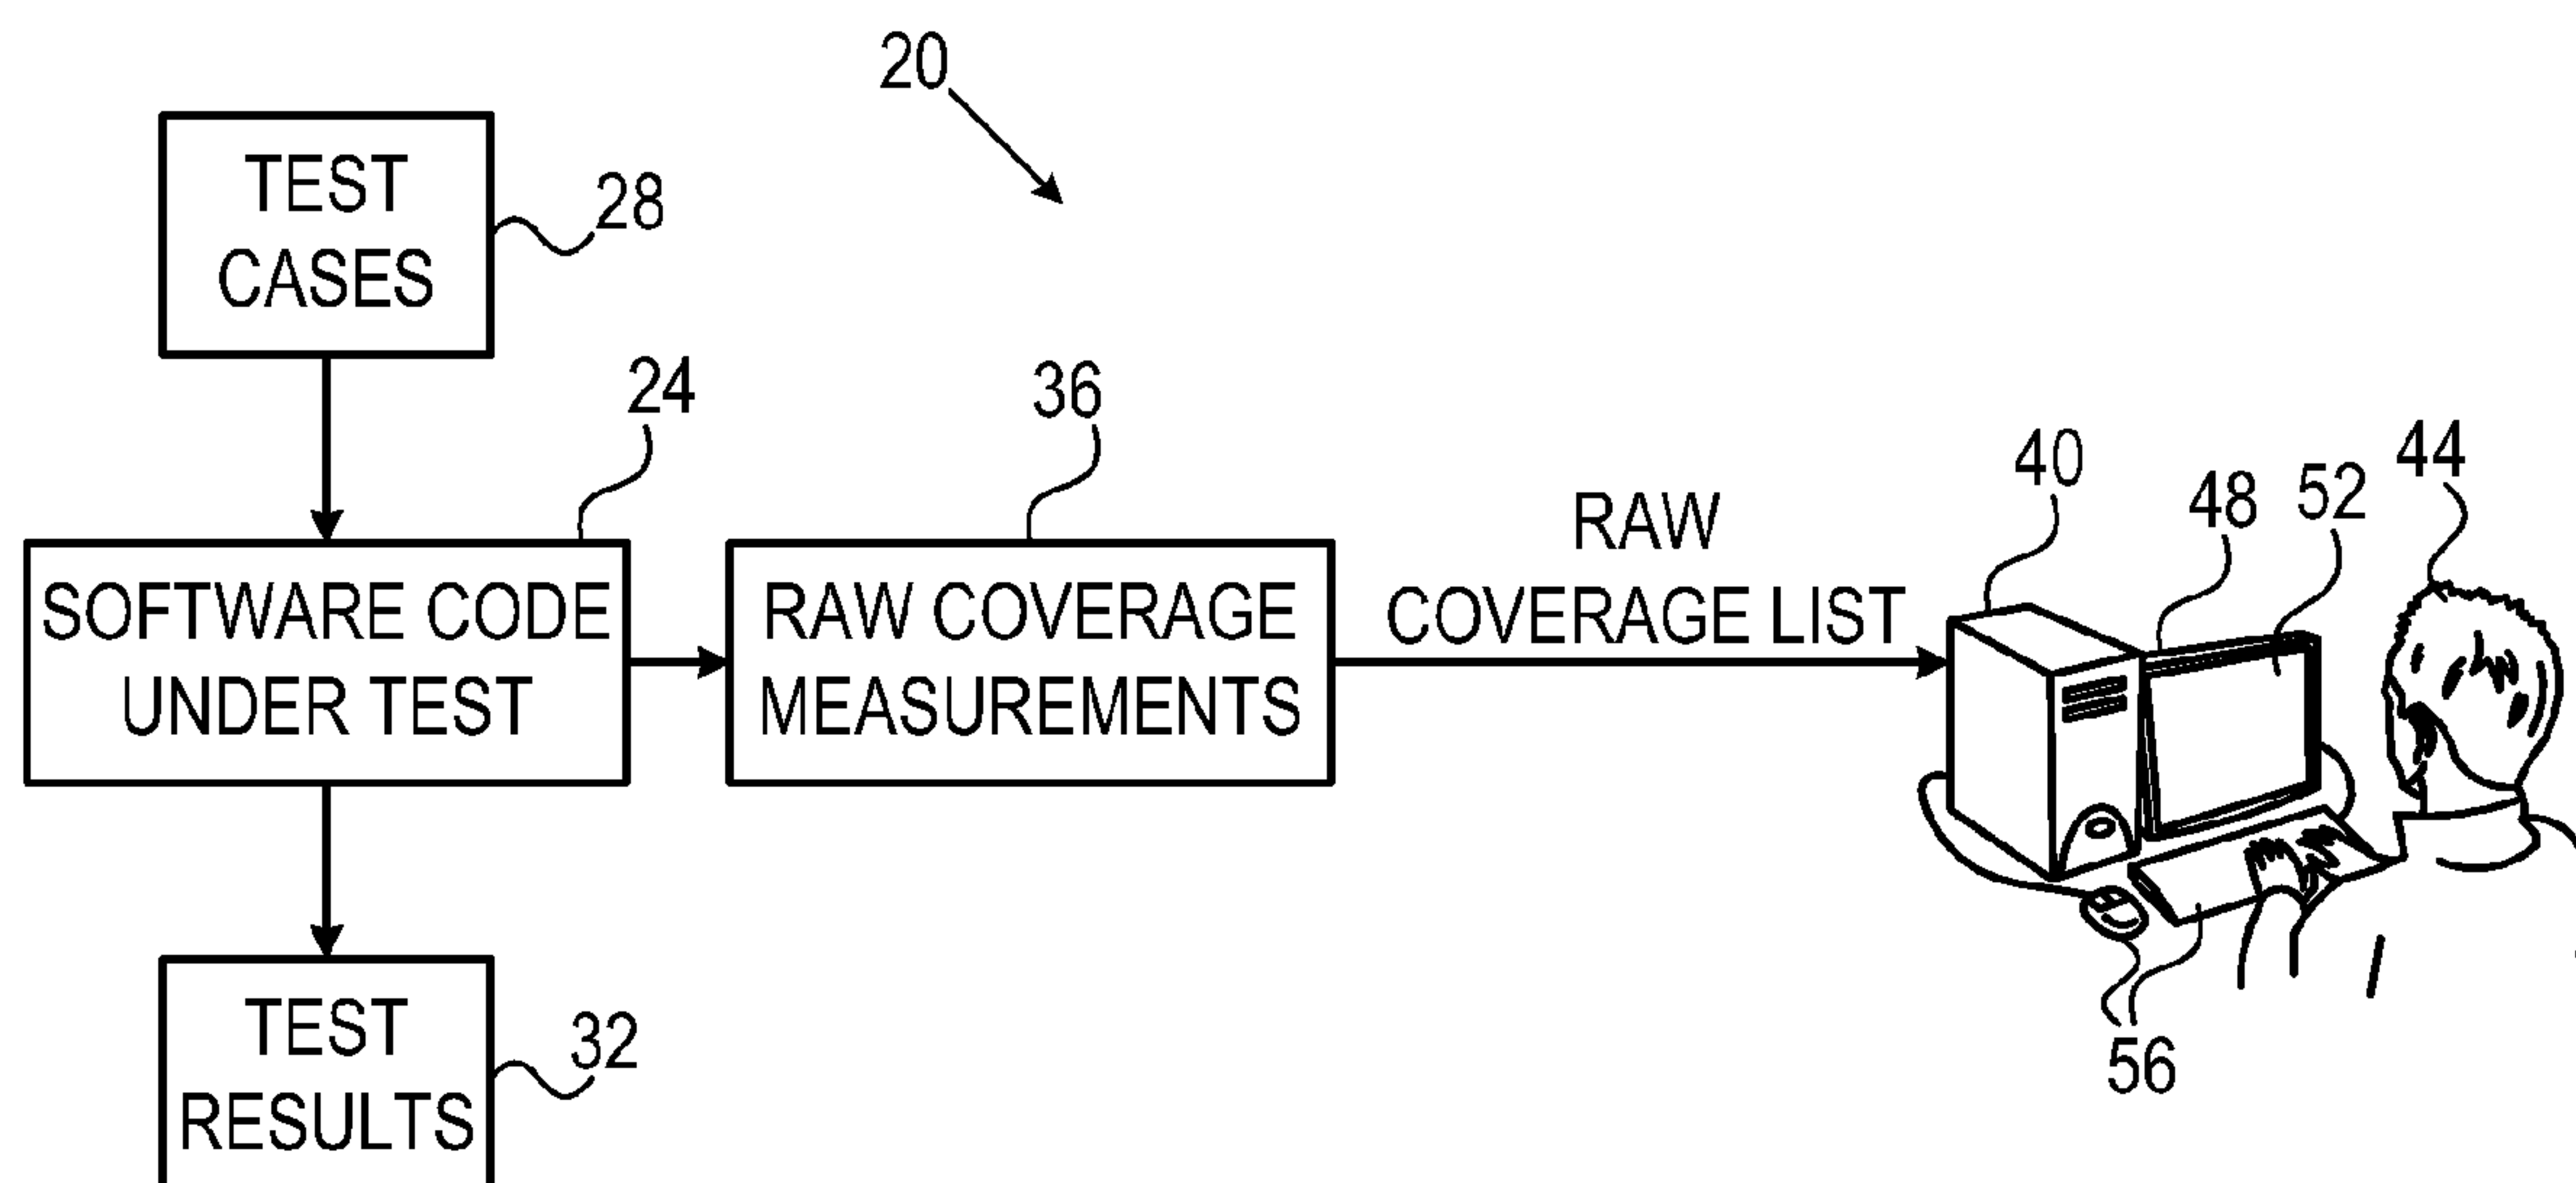 20
TEST
CASES
28
24
SOFTWARE CODE
UNDER TEST
36
RAW COVERAGE
MEASUREMENTS
RAW
COVERAGE LIST
40
48
52
44
56
TEST
RESULTS
32